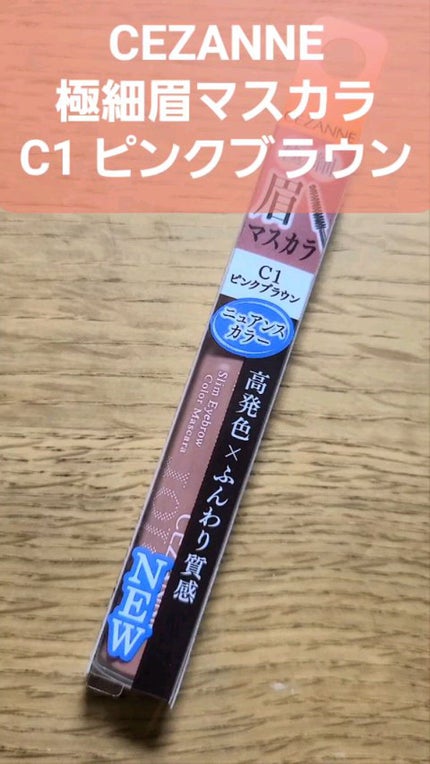 CEZANNE
極細眉マスカラ
C1 ピンクブラウン
CEZANNE
眉
マスカラ
C1
ピンクブラウン
ニュアンス
カラー
高発色×ふんわり質感
Slim Eyebrow
Color Mascara
NEW